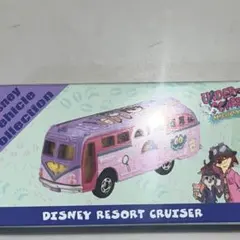 Disney
Vehicle
Collection
DISNEY RESORT CRUISER